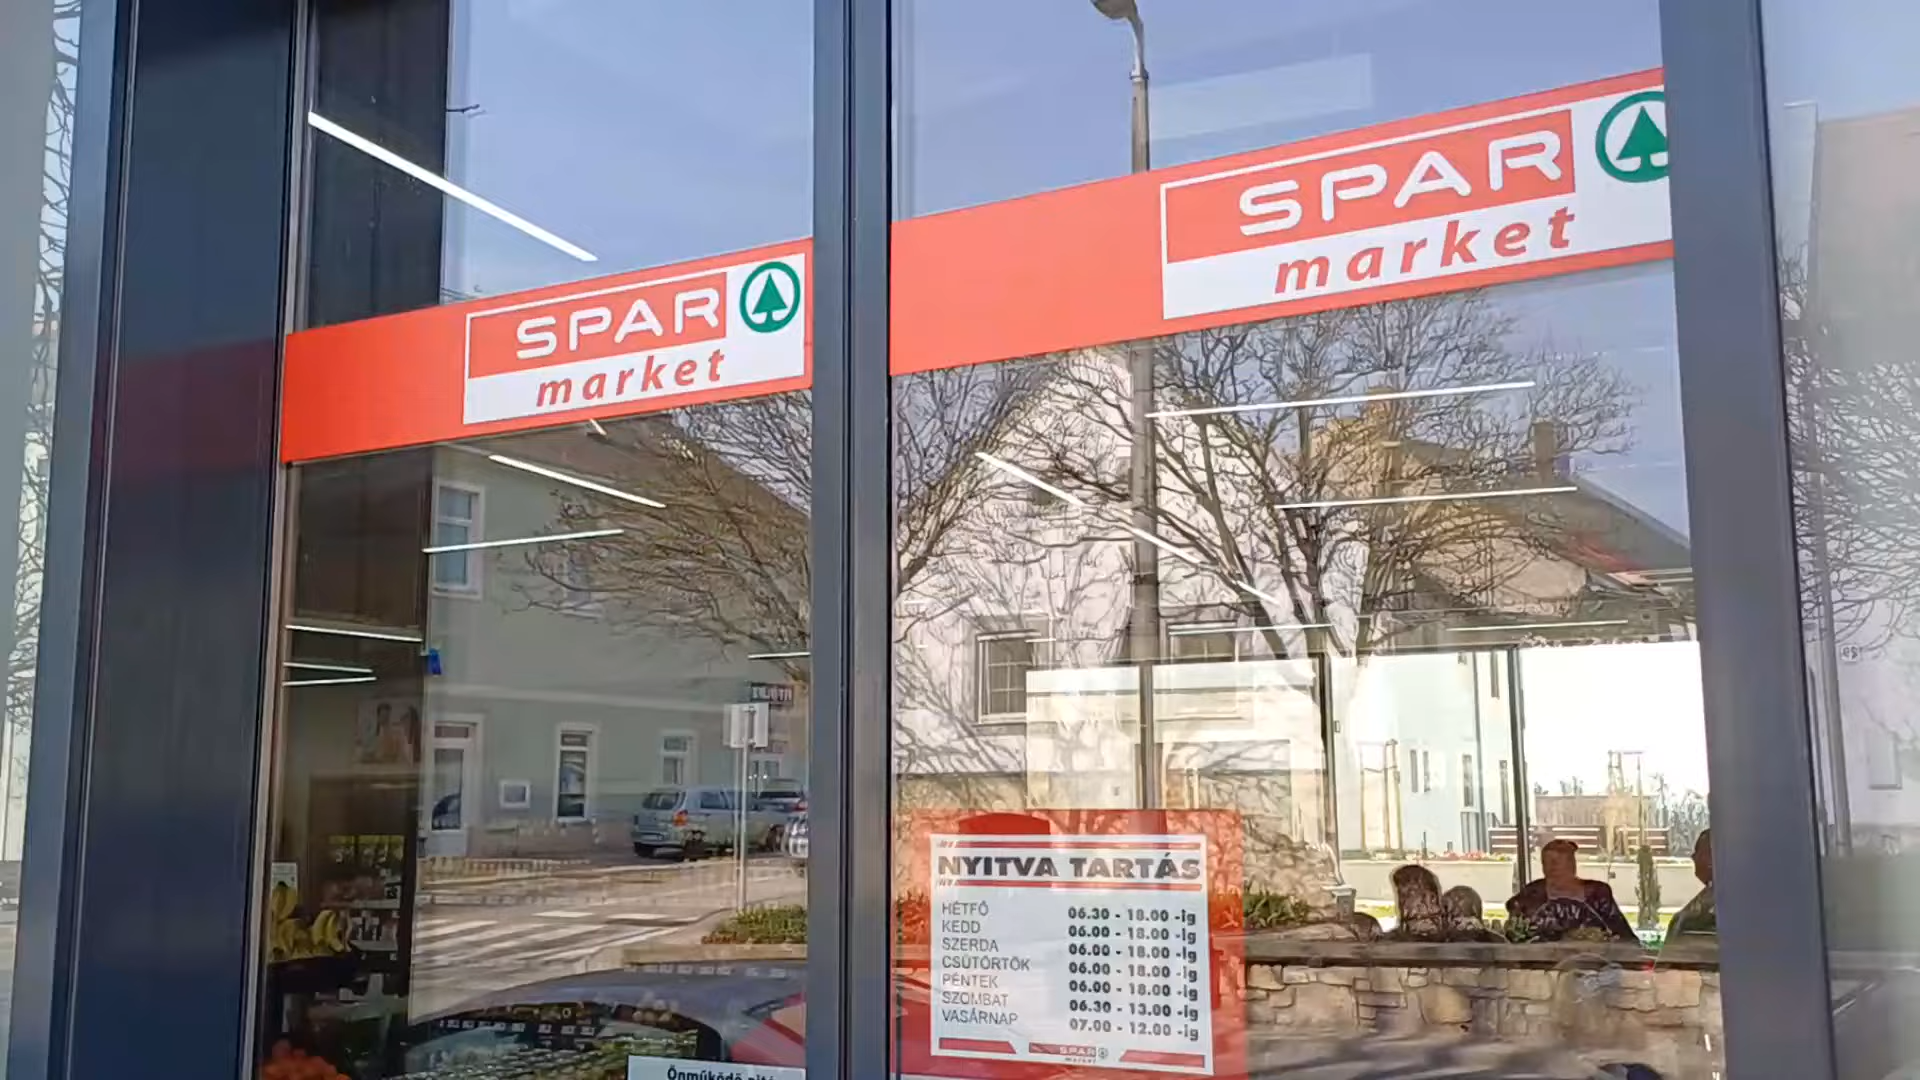 SPAR
market
SPAR
market
NYITVA TARTÁS
HÉTFŐ 06.30 - 18.00 -ig
KEDD 06.00 - 18.00 -ig
SZERDA 06.00 - 18.00 -ig
CSÜTÖRTÖK 06.00 - 18.00 -ig
PÉNTEK 06.00 - 18.00 -ig
SZOMBAT 06.30 - 13.00 -ig
VASÁRNAP 07.00 - 12.00 -ig
SPAR
market
Önműködő